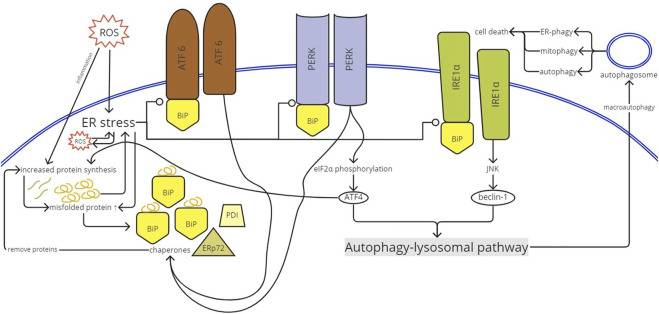 ROS
inflammation
ER stress
ROS
increased protein synthesis
misfolded protein ↑
remove proteins
chaperones
BiP
BiP
BiP
PDI
ERp72
ATF 6
ATF 6
BiP
PERK
PERK
BiP
eIF2α phosphorylation
ATF4
IRE1α
IRE1α
BiP
JNK
beclin-1
Autophagy-lysosomal pathway
cell death
ER-phagy
mitophagy
autophagy
autophagosome
macroautophagy